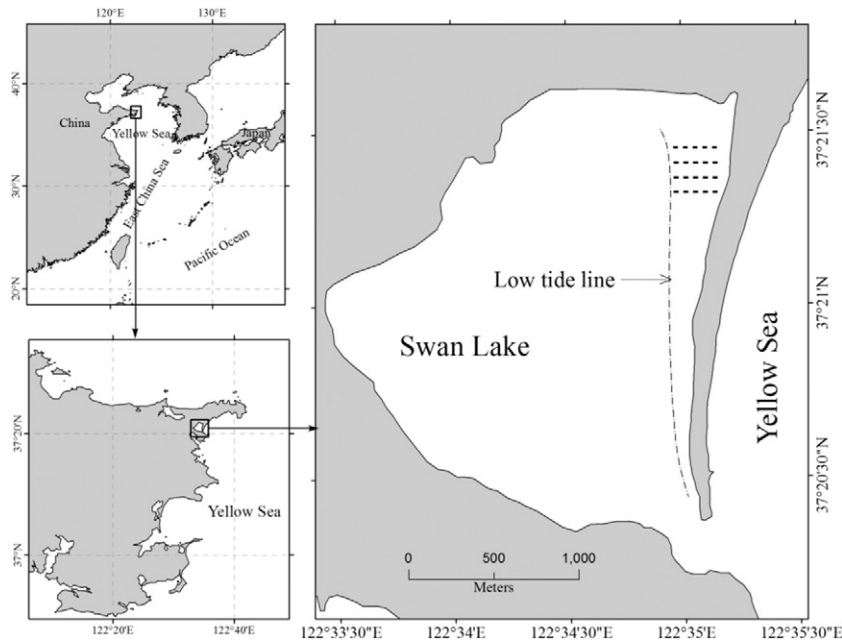 120°E 130°E
40°N
30°N
20°N
China
Yellow Sea
Japan
East China Sea
Pacific Ocean
37°20'N
37°N
Yellow Sea
122°20'E 122°40'E
Low tide line
Swan Lake
Yellow Sea
37°21'30"N
37°21'N
37°20'30"N
0 500 1,000
Meters
122°33'30"E 122°34'E 122°34'30"E 122°35'E 122°35'30"E